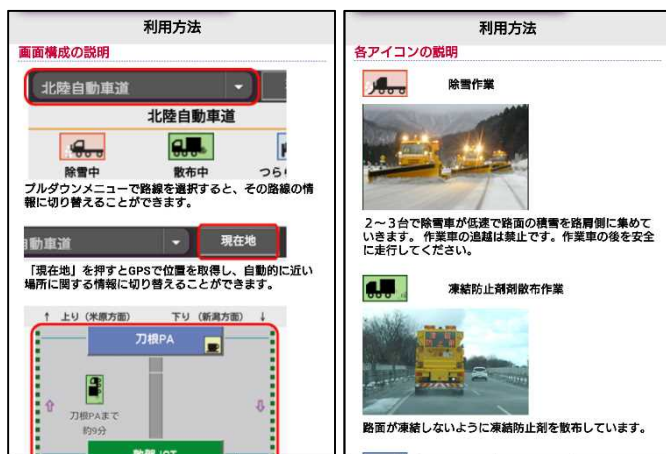 利用方法
画面構成の説明
北陸自動車道
北陸自動車道
除雪中
散布中
プルダウンメニューで路線を選択すると、その路線の情
報に切り替えることができます。
動車道
現在地
「現在地」を押すとGPSで位置を取得し、自動的に近い
場所に関する情報に切り替えることができます。
↑ 上り（米原方面）
下り（新潟方面） ↓
刀根PA
刀根PAまで
約9分
利用方法
各アイコンの説明
除雪作業
2～3台で除雪車が低速で路面の積雪を路肩側に集めて
いきます。作業車の追越は禁止です。作業車の後を安全
に走行してください。
凍結防止剤剤散布作業
路面が凍結しないように凍結防止剤を散布しています。